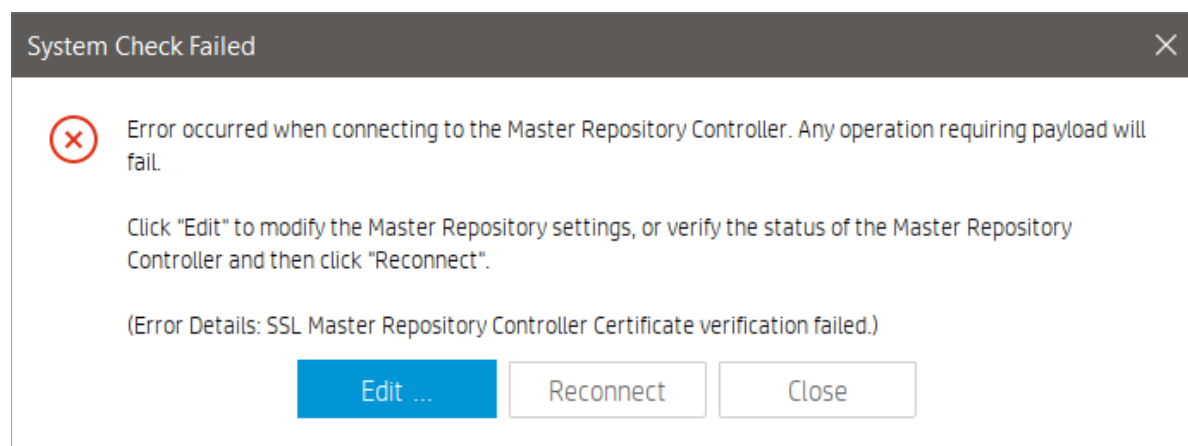 System Check Failed
Error occurred when connecting to the Master Repository Controller. Any operation requiring payload will
fail.
Click "Edit" to modify the Master Repository settings, or verify the status of the Master Repository
Controller and then click "Reconnect".
(Error Details: SSL Master Repository Controller Certificate verification failed.)
Edit ... Reconnect Close